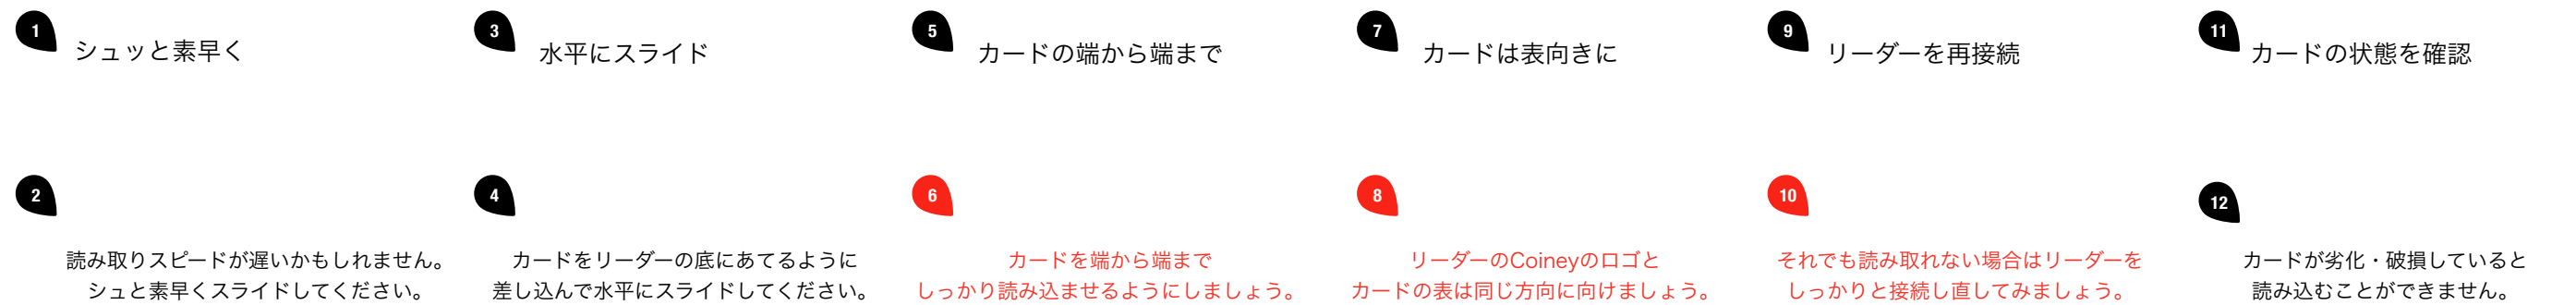 1
シュッと素早く
2
読み取りスピードが遅いかもしれません。
シュと素早くスライドしてください。
3
水平にスライド
4
カードをリーダーの底にあてるように
差し込んで水平にスライドしてください。
5
カードの端から端まで
6
カードを端から端まで
しっかり読み込ませるようにしましょう。
7
カードは表向きに
8
リーダーのCoineyのロゴと
カードの表は同じ方向に向けましょう。
9
リーダーを再接続
10
それでも読み取れない場合はリーダーを
しっかりと接続し直してみましょう。
11
カードの状態を確認
12
カードが劣化・破損していると
読み込むことができません。